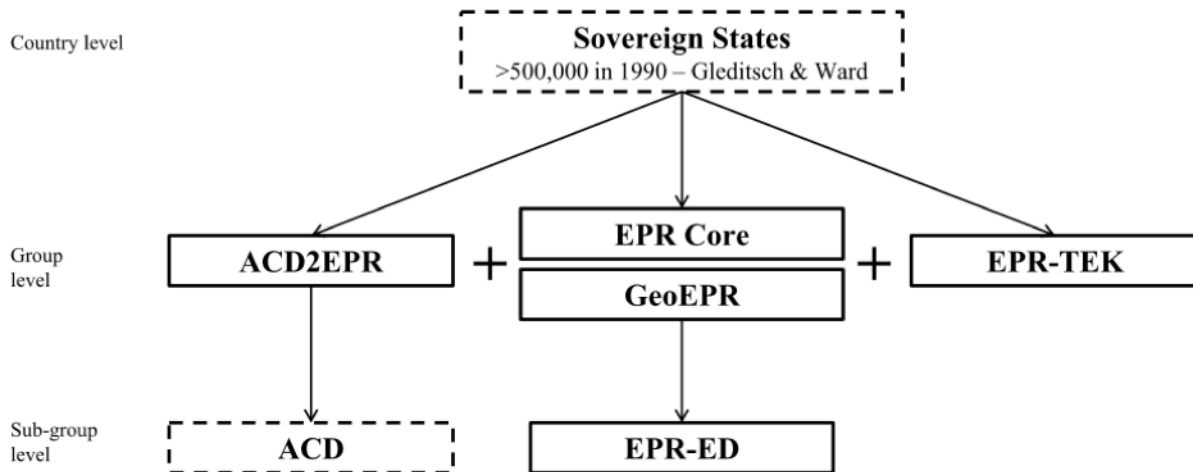 Country level
Sovereign States
>500,000 in 1990 – Gleditsch & Ward
Group
level
ACD2EPR
+
EPR Core
GeoEPR
+
EPR-TEK
Sub-group
level
ACD
EPR-ED